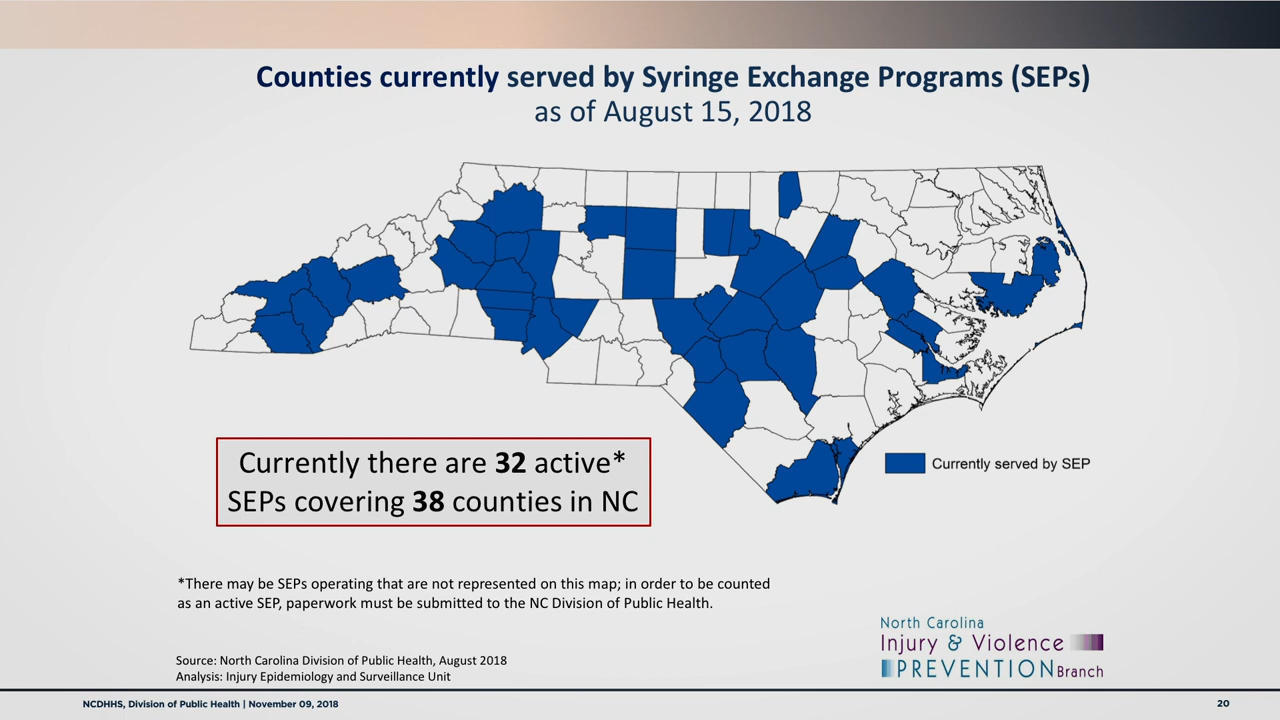 Counties currently served by Syringe Exchange Programs (SEPs)
as of August 15, 2018
Currently there are 32 active*
SEPs covering 38 counties in NC
Currently served by SEP
*There may be SEPs operating that are not represented on this map; in order to be counted
as an active SEP, paperwork must be submitted to the NC Division of Public Health.
North Carolina
Injury & Violence
PREVENTION Branch
Source: North Carolina Division of Public Health, August 2018
Analysis: Injury Epidemiology and Surveillance Unit
NCDHHS, Division of Public Health | November 09, 2018
20